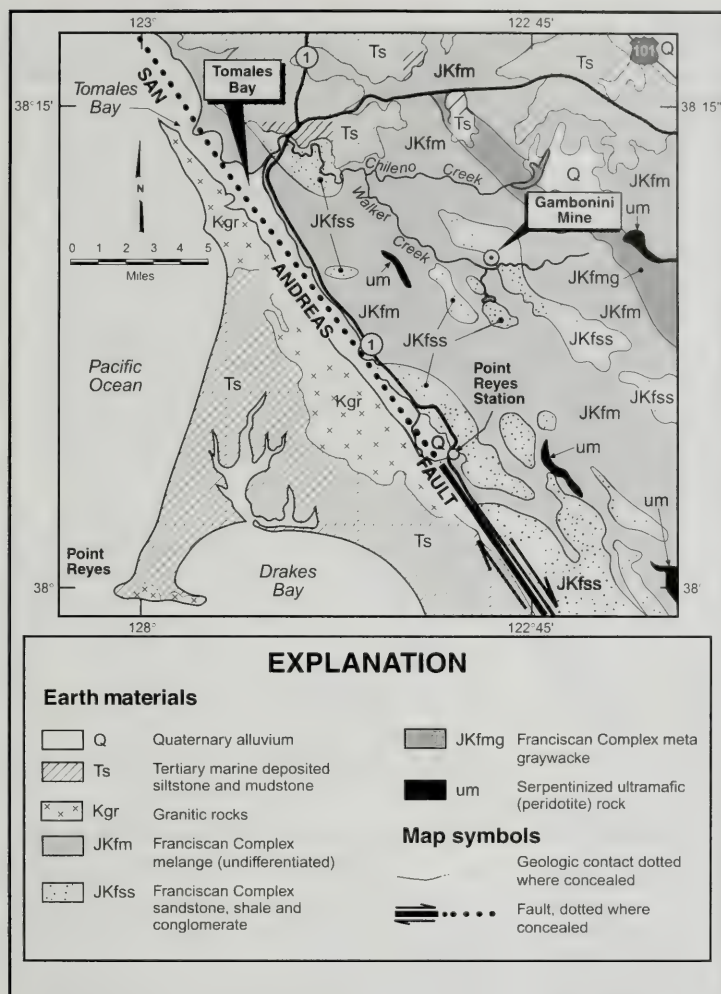 123°
122°45'
Ts
101
Q
1
JKfm
Ts
SAN
Tomales
Bay
Tomales
Bay
38°15'
38°15"
Ts
Ts
JKfm
Chileno
Creek
Q
JKfm
um
Walker
Creek
Gambonini
Mine
Kgr
JKfss
N
0 1 2 3 4 5
Miles
um
JKfmg
ANDREAS
JKfm
JKfm
JKfss
JKfss
1
Pacific
Ocean
Ts
Kgr
Point
Reyes
Station
JKfm
JKfss
Q
um
FAULT
um
Ts
Point
Reyes
Drakes
Bay
JKfss
38°
38'
128°
122°45'
EXPLANATION
Earth materials
Q Quaternary alluvium
Ts Tertiary marine deposited
siltstone and mudstone
Kgr Granitic rocks
JKfm Franciscan Complex
melange (undifferentiated)
JKfss Franciscan Complex
sandstone, shale and
conglomerate
JKfmg Franciscan Complex meta
graywacke
um Serpentinized ultramafic
(peridotite) rock
Map symbols
Geologic contact dotted
where concealed
Fault, dotted where
concealed